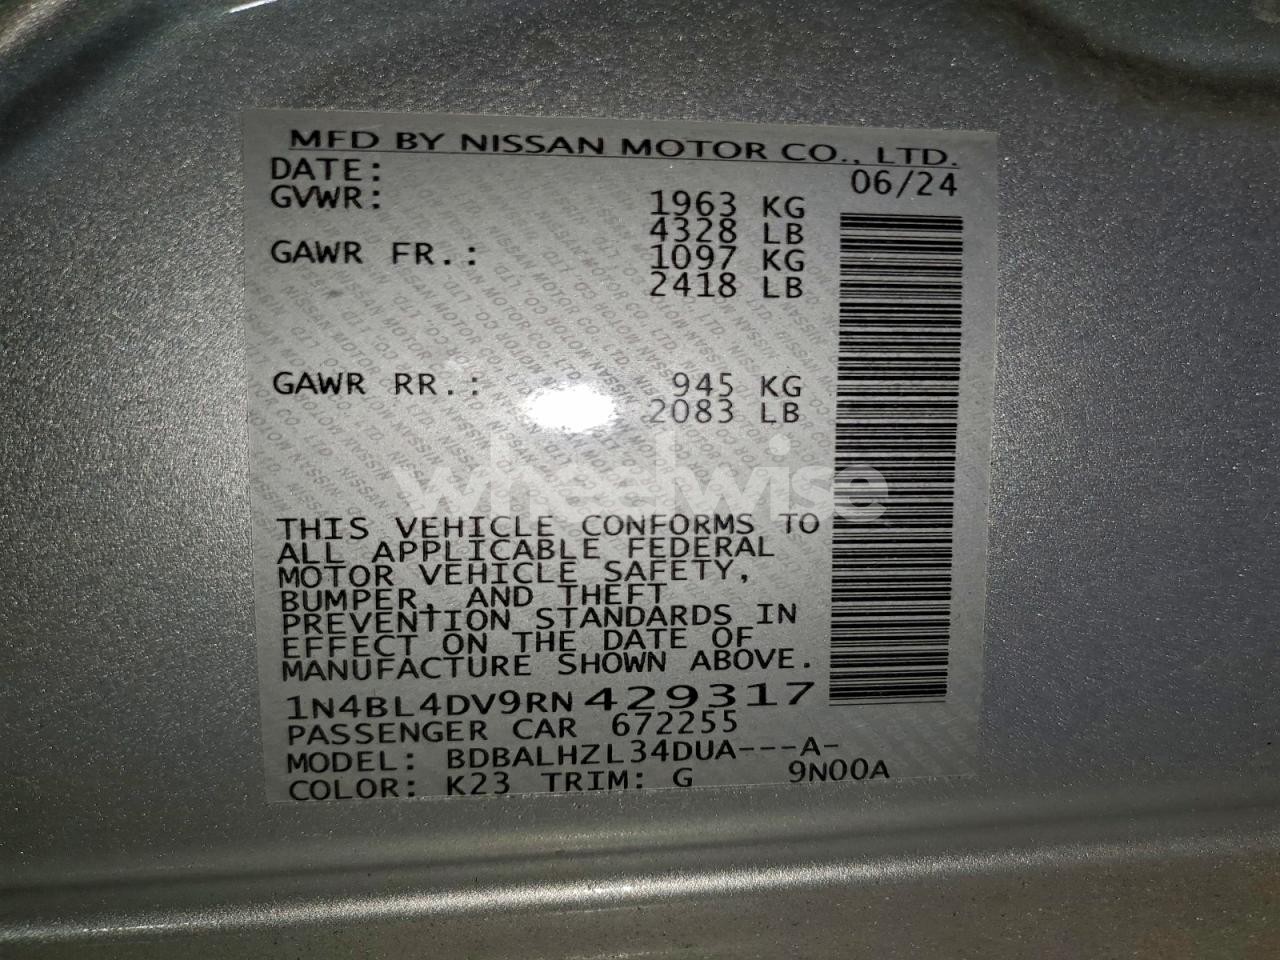 MFD BY NISSAN MOTOR CO., LTD.
DATE: 06/24
GVWR: 1963 KG
4328 LB
GAWR FR.: 1097 KG
2418 LB
GAWR RR.: 945 KG
2083 LB
wheelwise
THIS VEHICLE CONFORMS TO
ALL APPLICABLE FEDERAL
MOTOR VEHICLE SAFETY,
BUMPER, AND THEFT
PREVENTION STANDARDS IN
EFFECT ON THE DATE OF
MANUFACTURE SHOWN ABOVE.
1N4BL4DV9RN429317
PASSENGER CAR 672255
MODEL: BDBALHZL34DUA---A-
COLOR: K23 TRIM: G 9N00A